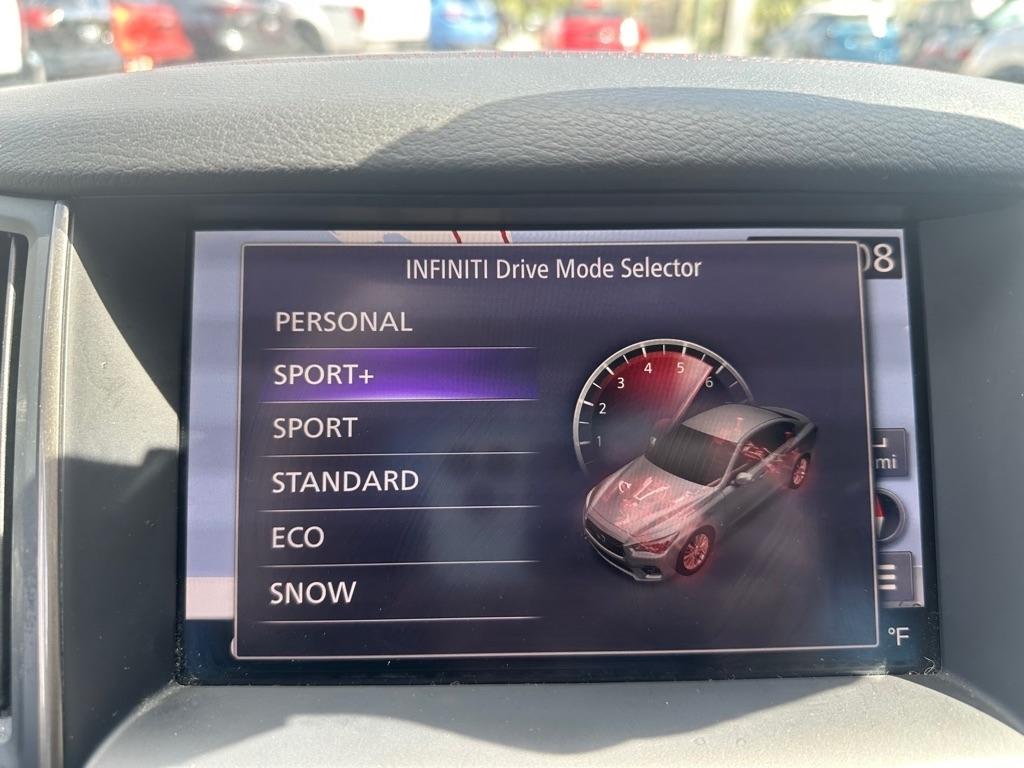 INFINITI Drive Mode Selector
08
PERSONAL
SPORT+
SPORT
STANDARD
ECO
SNOW
1
2
3
4
5
6
mi
°F